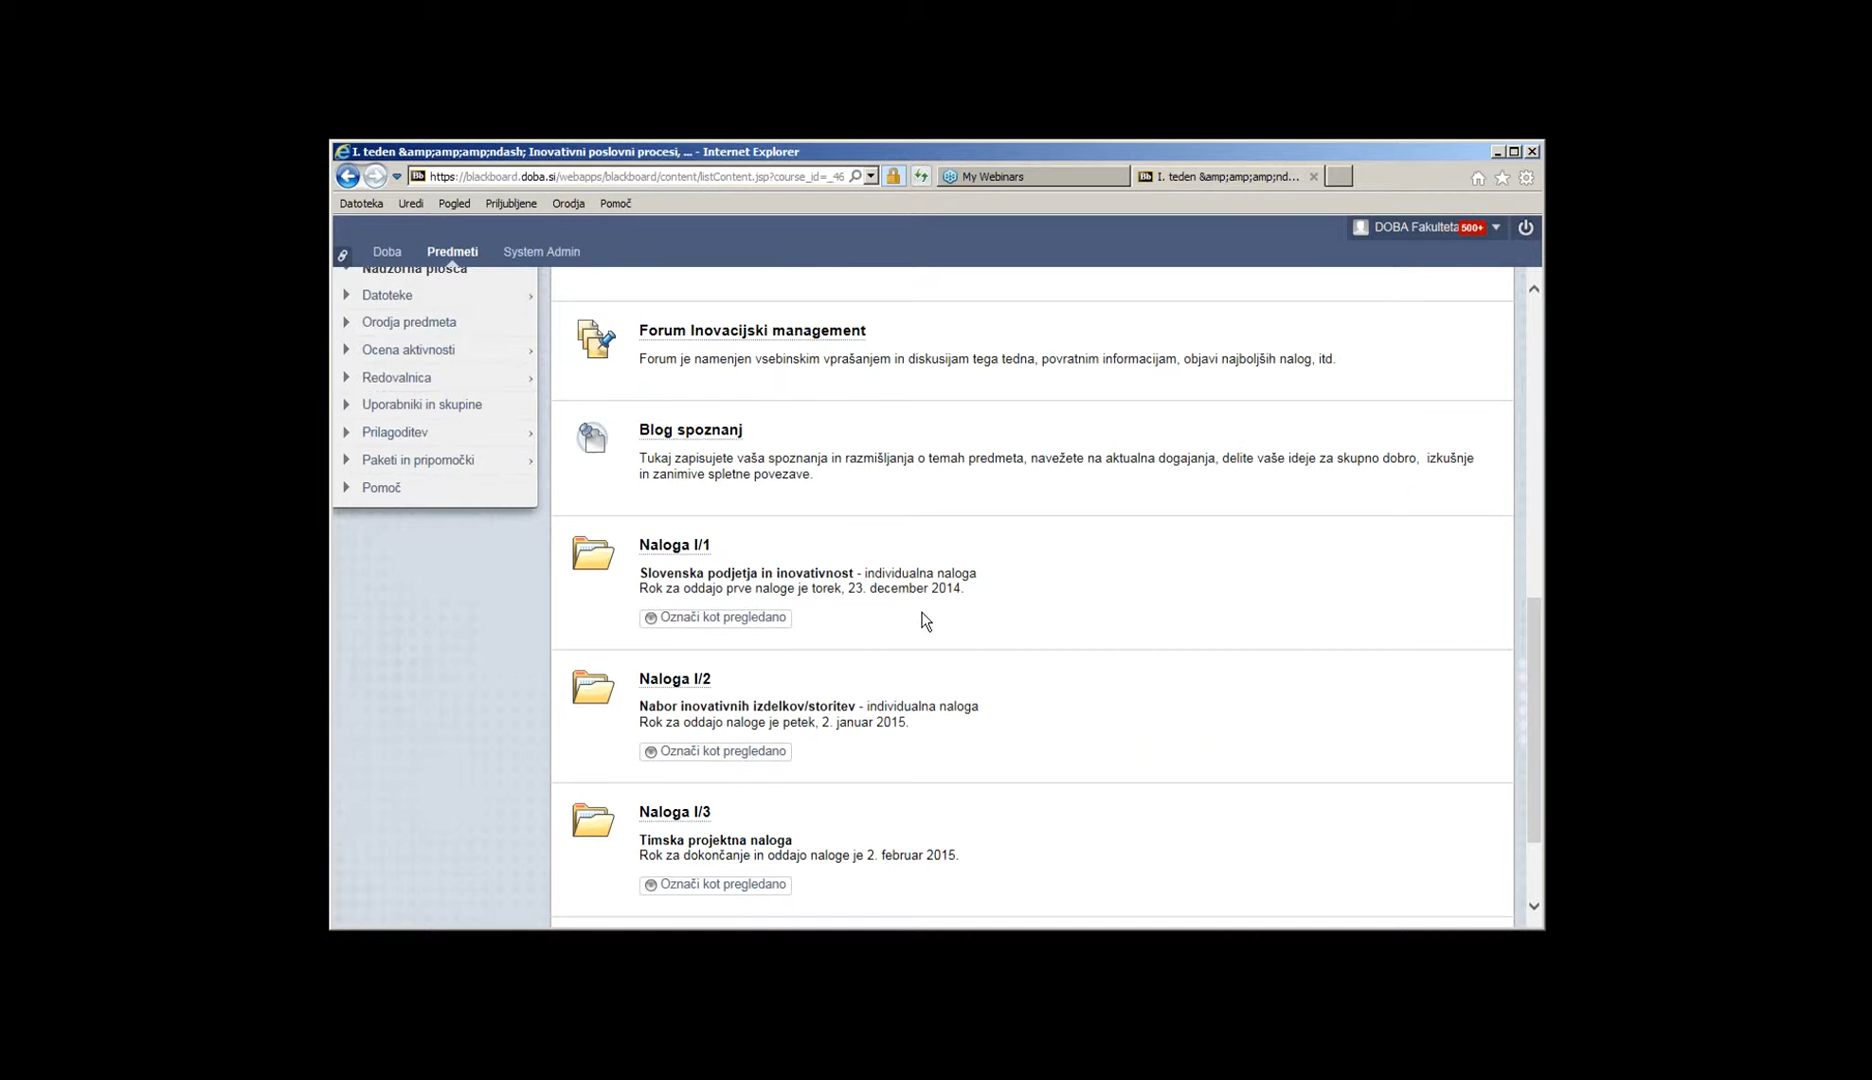 I. teden &amp;amp;amp;ndash; Inovativni poslovni procesi, ... - Internet Explorer
https://blackboard.doba.si/webapps/blackboard/content/listContent.jsp?course_id=_46
My Webinars
I. teden &amp;amp;amp;nd...
Datoteka Uredi Pogled Priljubljene Orodja Pomoč
DOBA Fakulteta 500+
Doba Predmeti System Admin
Nadzorna plošča
Datoteke
Orodja predmeta
Ocena aktivnosti
Redovalnica
Uporabniki in skupine
Prilagoditev
Paketi in pripomočki
Pomoč
Forum Inovacijski management
Forum je namenjen vsebinskim vprašanjem in diskusijam tega tedna, povratnim informacijam, objavi najboljših nalog, itd.
Blog spoznanj
Tukaj zapisujete vaša spoznanja in razmišljanja o temah predmeta, navežete na aktualna dogajanja, delite vaše ideje za skupno dobro, izkušnje
in zanimive spletne povezave.
Naloga I/1
Slovenska podjetja in inovativnost - individualna naloga
Rok za oddajo prve naloge je torek, 23. december 2014.
Označi kot pregledano
Naloga I/2
Nabor inovativnih izdelkov/storitev - individualna naloga
Rok za oddajo naloge je petek, 2. januar 2015.
Označi kot pregledano
Naloga I/3
Timska projektna naloga
Rok za dokončanje in oddajo naloge je 2. februar 2015.
Označi kot pregledano